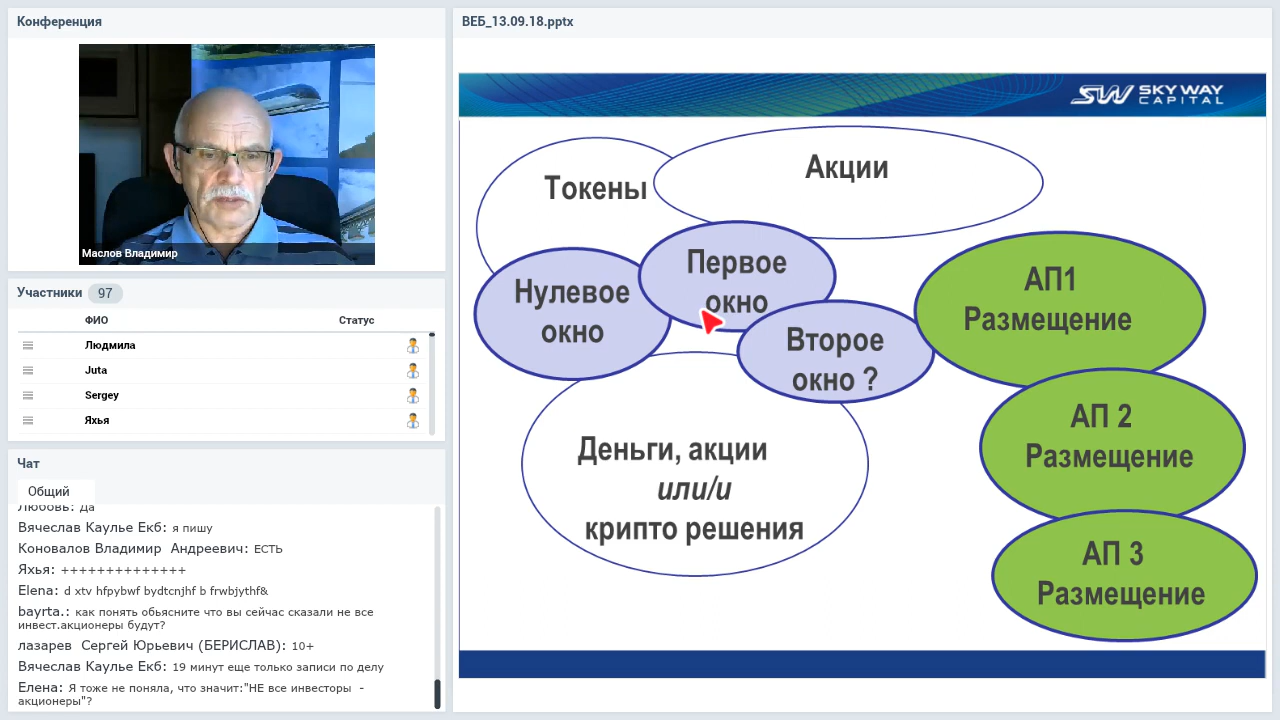 Конференция
Маслов Владимир
Участники 97
ФИО Статус
Людмила
Juta
Sergey
Яхья
Чат
Общий
Любовь: Да
Вячеслав Каулье Екб: я пишу
Коновалов Владимир Андреевич: ЕСТЬ
Яхья: ++++++++++++++
Elena: d xtv hfpybwf bydtcnjhf b frwbjythf&
bayrta.: как понять обьясните что вы сейчас сказали не все
инвест.акционеры будут?
лазарев Сергей Юрьевич (БЕРИСЛАВ): 10+
Вячеслав Каулье Екб: 19 минут еще только записи по делу
Елена: Я тоже не поняла, что значит:"НЕ все инвесторы -
акционеры"?
ВЕБ_13.09.18.pptx
SW SKY WAY
CAPITAL
Токены
Акции
Нулевое
окно
Первое
окно
Второе
окно ?
АП1
Размещение
АП 2
Размещение
АП 3
Размещение
Деньги, акции
или/и
крипто решения